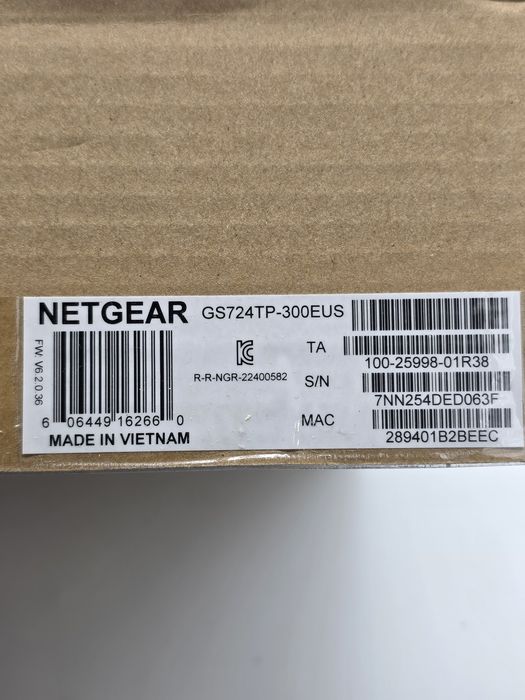 NETGEAR GS724TP-300EUS
FW: V6.2.0.36
6 06449 16266 0
MADE IN VIETNAM
R-R-NGR-22400582
TA
100-25998-01R38
S/N
7NN254DED063F
MAC
289401B2BEEC